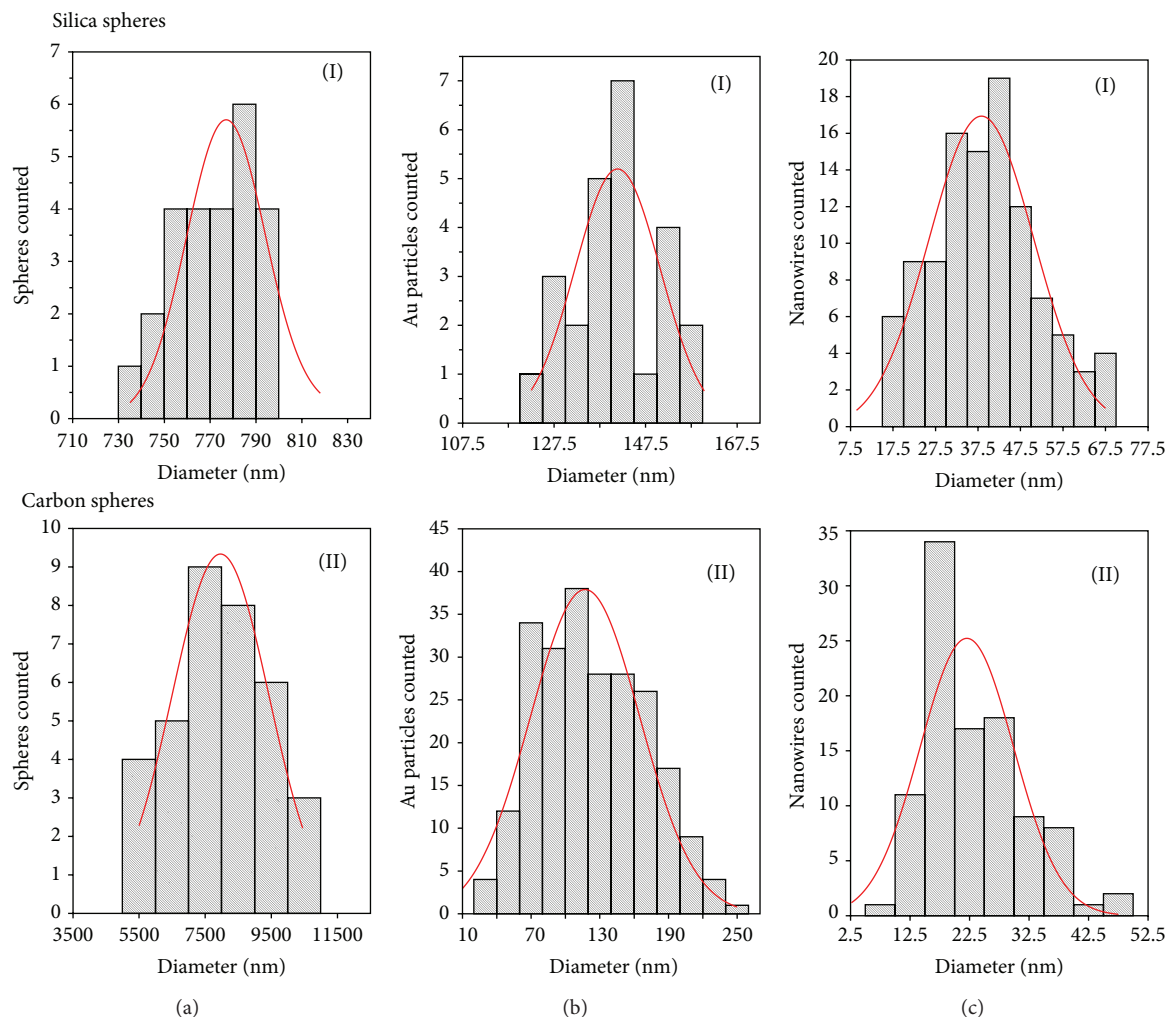 Silica spheres
7
6
5
4
3
2
1
0
Spheres counted
(I)
710 730 750 770 790 810 830
Diameter (nm)
7
6
5
4
3
2
1
0
Au particles counted
(I)
107.5 127.5 147.5 167.5
Diameter (nm)
20
18
16
14
12
10
8
6
4
2
0
Nanowires counted
(I)
7.5 17.5 27.5 37.5 47.5 57.5 67.5 77.5
Diameter (nm)
Carbon spheres
10
9
8
7
6
5
4
3
2
1
0
Spheres counted
(II)
3500 5500 7500 9500 11500
Diameter (nm)
(a)
45
40
35
30
25
20
15
10
5
0
Au particles counted
(II)
10 70 130 190 250
Diameter (nm)
(b)
35
30
25
20
15
10
5
0
Nanowires counted
(II)
2.5 12.5 22.5 32.5 42.5 52.5
Diameter (nm)
(c)